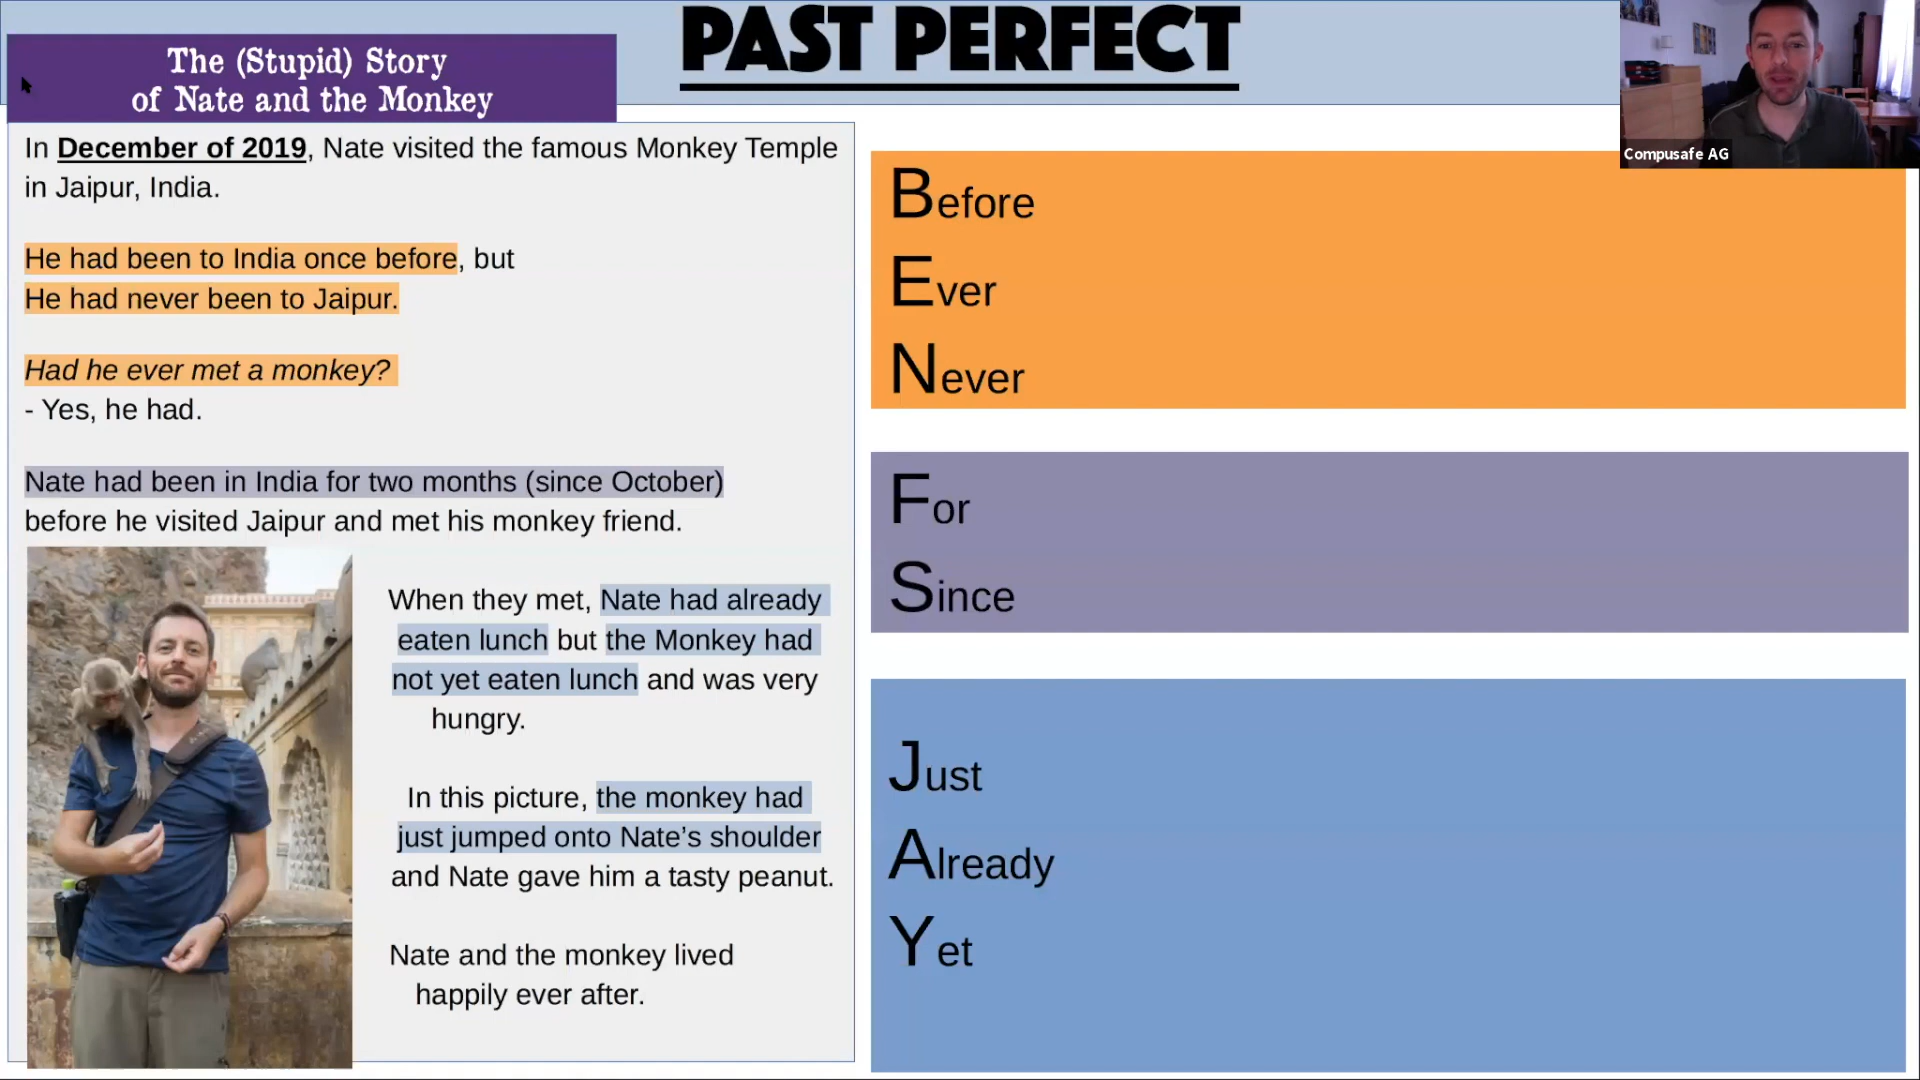 PAST PERFECT
The (Stupid) Story
of Nate and the Monkey
In December of 2019, Nate visited the famous Monkey Temple
in Jaipur, India.
He had been to India once before, but
He had never been to Jaipur.
Had he ever met a monkey?
- Yes, he had.
Nate had been in India for two months (since October)
before he visited Jaipur and met his monkey friend.
When they met, Nate had already
eaten lunch but the Monkey had
not yet eaten lunch and was very
hungry.
In this picture, the monkey had
just jumped onto Nate’s shoulder
and Nate gave him a tasty peanut.
Nate and the monkey lived
happily ever after.
Before
Ever
Never
For
Since
Just
Already
Yet
Compusafe AG